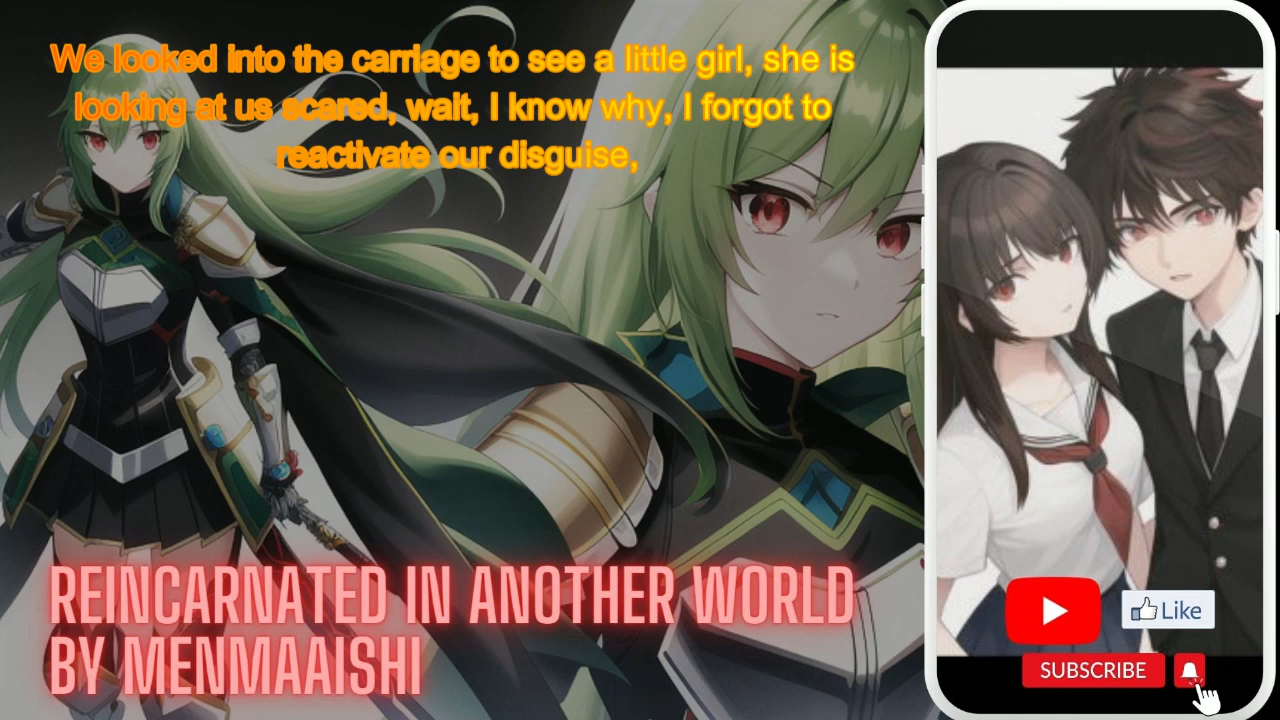 We looked into the carriage to see a little girl, she is
looking at us scared, wait, I know why, I forgot to
reactivate our disguise,
REINCARNATED IN ANOTHER WORLD
BY MENMAAISHI
Like
SUBSCRIBE